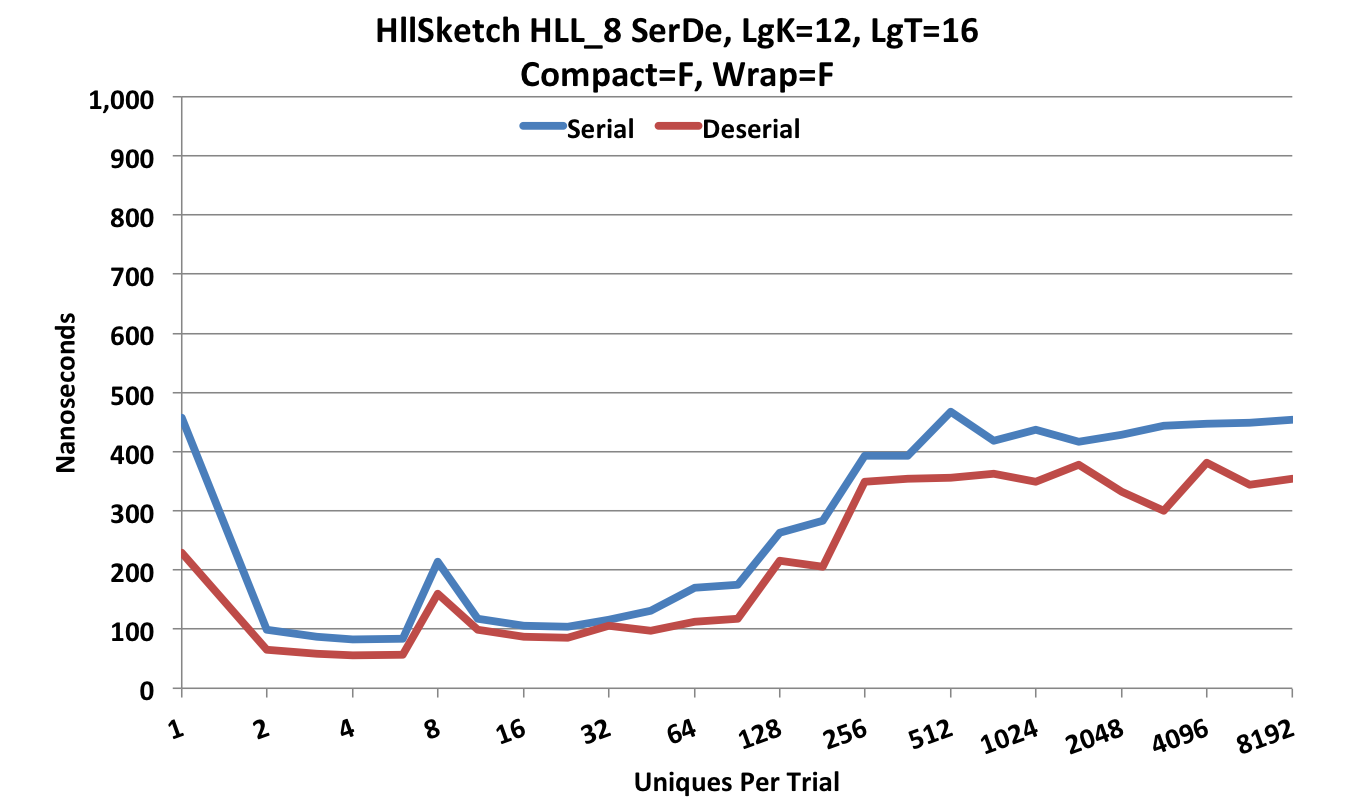 HllSketch HLL_8 SerDe, LgK=12, LgT=16
Compact=F, Wrap=F
Serial Deserial
1,000
900
800
700
600
500
400
300
200
100
0
Nanoseconds
1 2 4 8 16 32 64 128 256 512 1024 2048 4096 8192
Uniques Per Trial